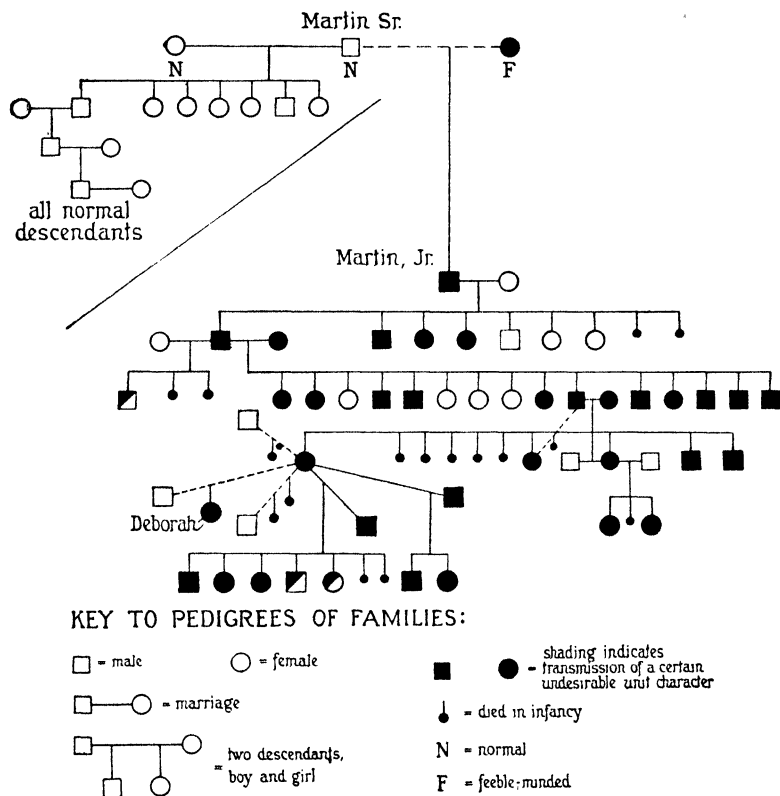 Martin Sr.
N
N
F
all normal
descendants
Martin, Jr.
Deborah
KEY TO PEDIGREES OF FAMILIES:
= male
= female
= marriage
= two descendants,
boy and girl
shading indicates
= transmission of a certain
undesirable unit character
= died in infancy
N = normal
F = feeble-minded